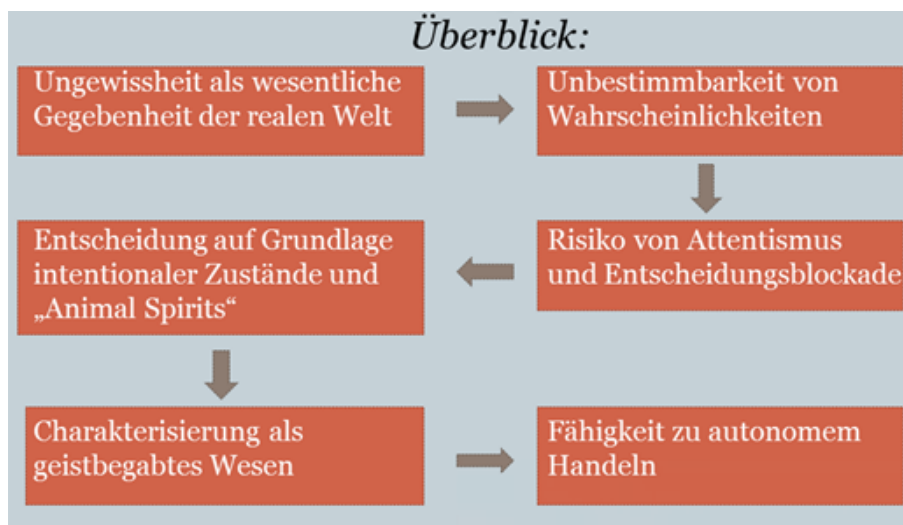 Überblick:
Ungewissheit als wesentliche
Gegebenheit der realen Welt
Unbestimmbarkeit von
Wahrscheinlichkeiten
Risiko von Attentismus
und Entscheidungsblockade
Entscheidung auf Grundlage
intentionaler Zustände und
„Animal Spirits“
Charakterisierung als
geistbegabtes Wesen
Fähigkeit zu autonomem
Handeln